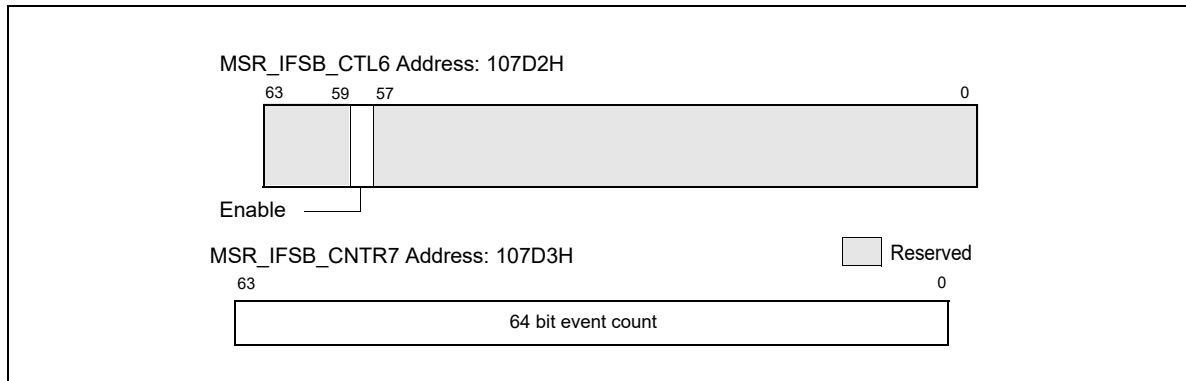 MSR_IFSB_CTL6 Address: 107D2H
63 59 57 0
Enable
MSR_IFSB_CNTR7 Address: 107D3H
Reserved
63 0
64 bit event count